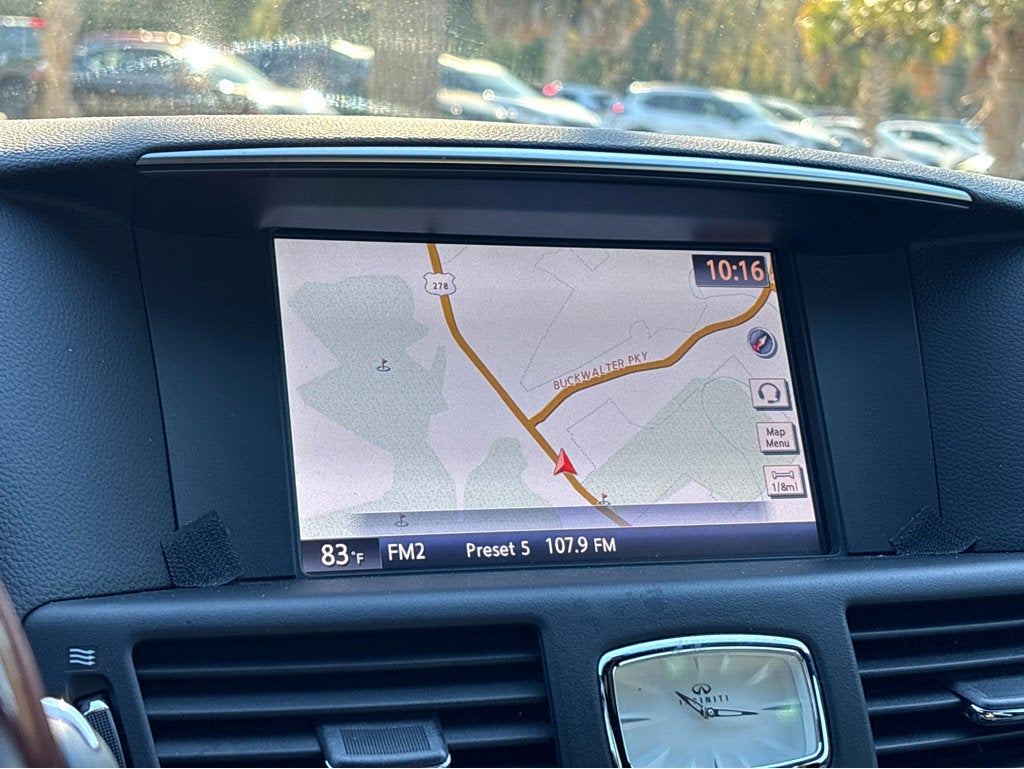 278
10:16
BUCKWALTER PKY
Map
Menu
1/8mi
83°F FM2 Preset 5 107.9 FM
INFINITI